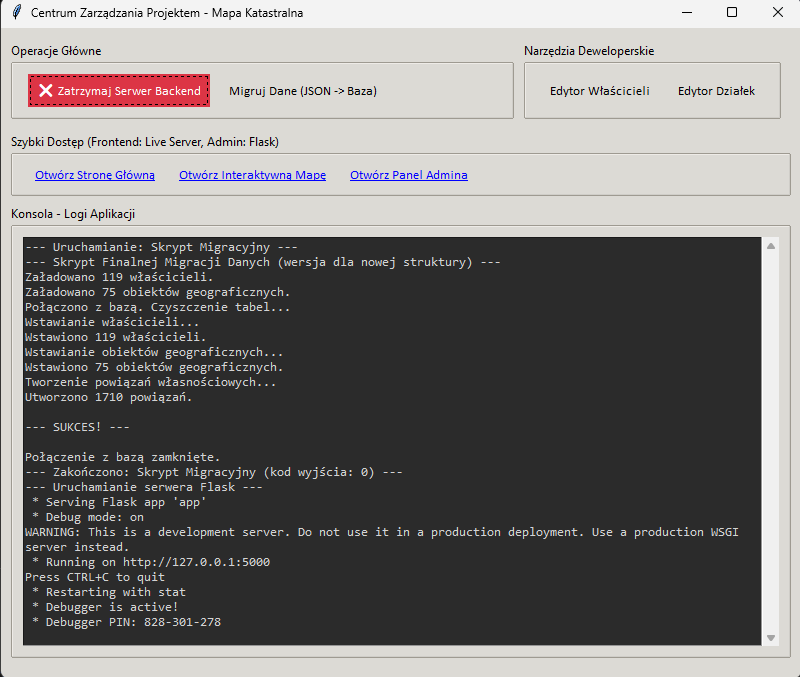 Centrum Zarządzania Projektem - Mapa Katastralna
Operacje Główne
Narzędzia Deweloperskie
❌ Zatrzymaj Serwer Backend
Migruj Dane (JSON -> Baza)
Edytor Właścicieli
Edytor Działek
Szybki Dostęp (Frontend: Live Server, Admin: Flask)
Otwórz Stronę Główną
Otwórz Interaktywną Mapę
Otwórz Panel Admina
Konsola - Logi Aplikacji
--- Uruchamianie: Skrypt Migracyjny ---
--- Skrypt Finalnej Migracji Danych (wersja dla nowej struktury) ---
Załadowano 119 właścicieli.
Załadowano 75 obiektów geograficznych.
Połączono z bazą. Czyszczenie tabel...
Wstawianie właścicieli...
Wstawiono 119 właścicieli.
Wstawianie obiektów geograficznych...
Wstawiono 75 obiektów geograficznych.
Tworzenie powiązań własnościowych...
Utworzono 1710 powiązań.
--- SUKCES! ---
Połączenie z bazą zamknięte.
--- Zakończono: Skrypt Migracyjny (kod wyjścia: 0) ---
--- Uruchamianie serwera Flask ---
* Serving Flask app 'app'
* Debug mode: on
WARNING: This is a development server. Do not use it in a production deployment. Use a production WSGI
server instead.
* Running on http://127.0.0.1:5000
Press CTRL+C to quit
* Restarting with stat
* Debugger is active!
* Debugger PIN: 828-301-278